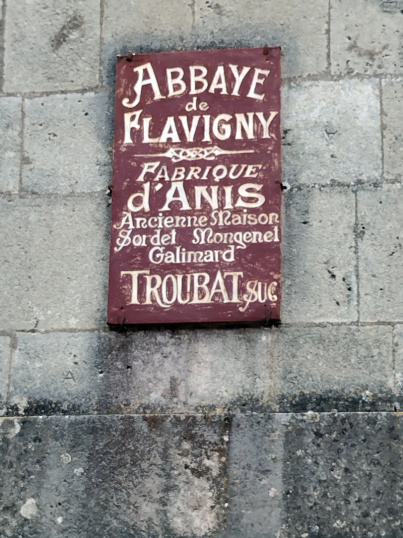 ABBAYE
de
FLAVIGNY
FABRIQUE
d'ANIS
Ancienne Maison
Sordet Mongenel
Galimard
TROUBAT SUC